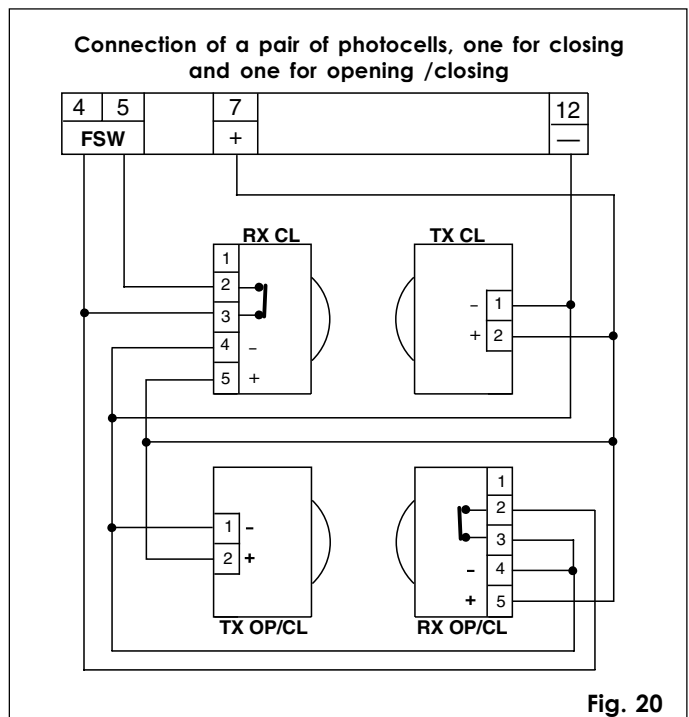 Connection of a pair of photocells, one for closing
and one for opening /closing
4 5 7 12
FSW + —
RX CL TX CL
1
2
3
4 -
5 +
- 1
+ 2
1 -
2 +
1
2
3
- 4
+ 5
TX OP/CL RX OP/CL
Fig. 20